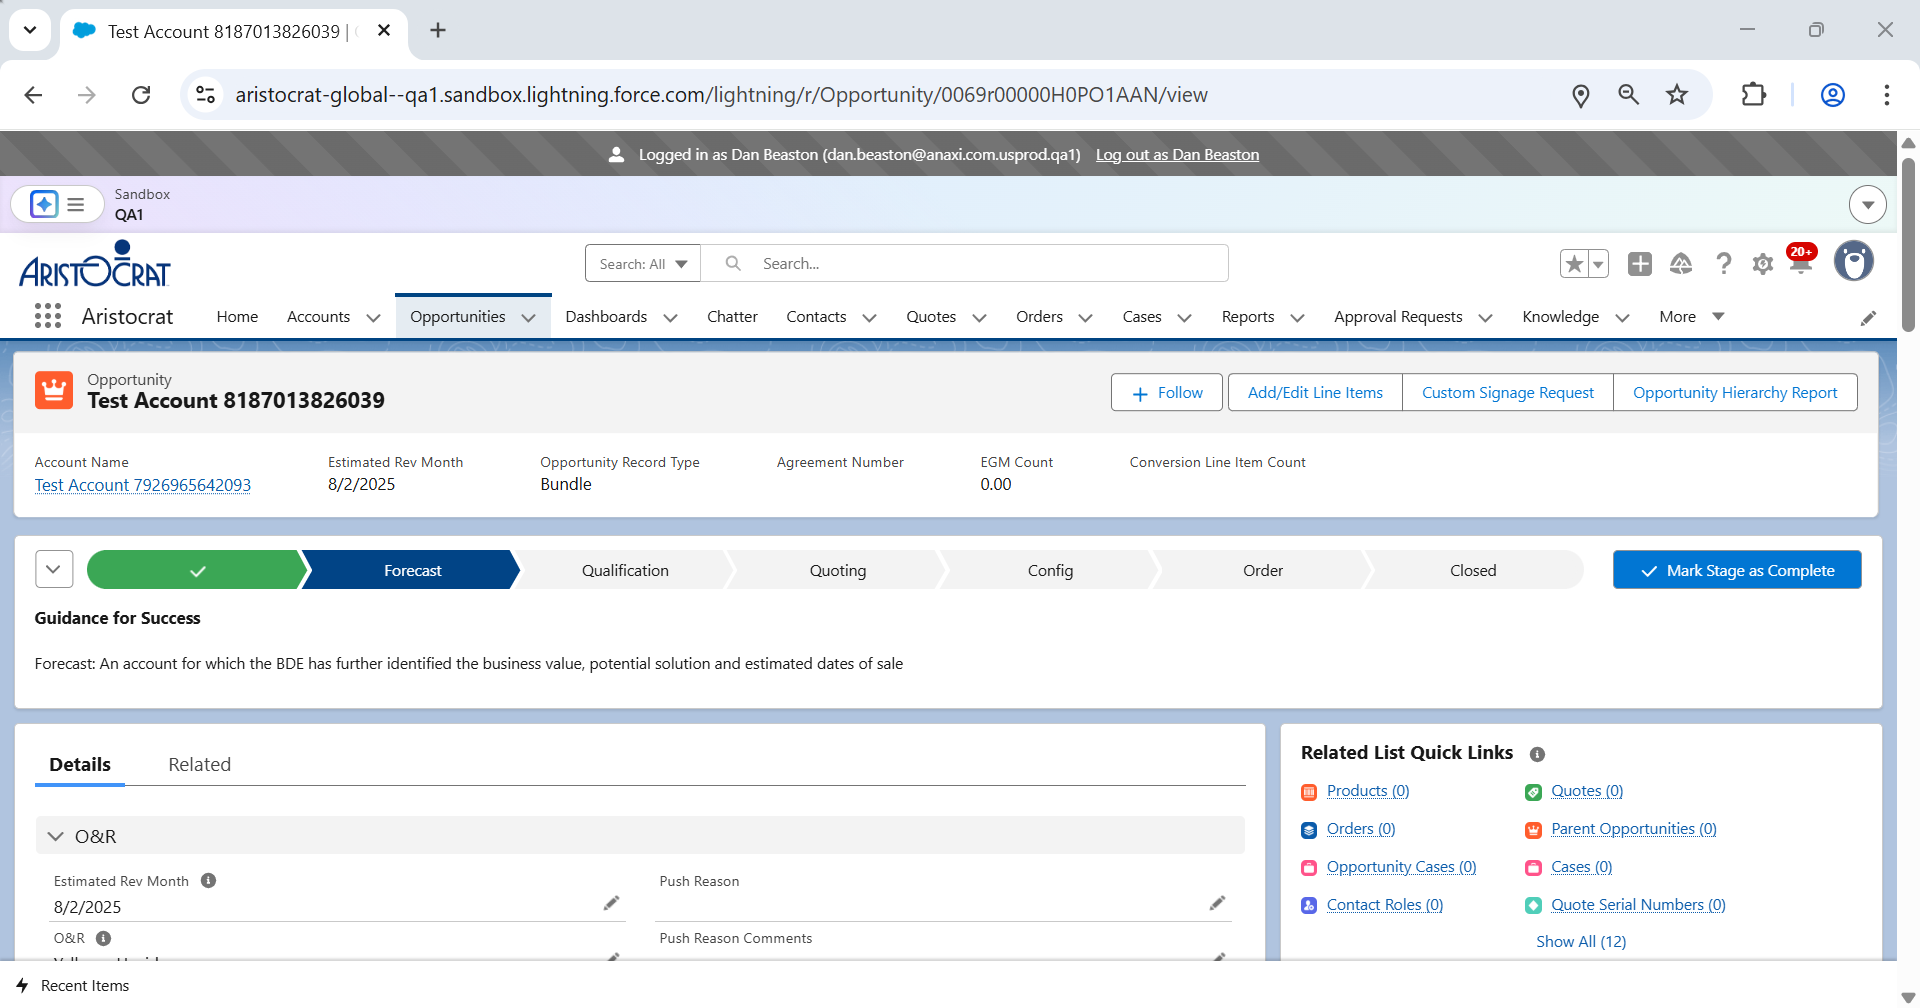 Test Account 8187013826039 |
aristocrat-global--qa1.sandbox.lightning.force.com/lightning/r/Opportunity/0069r00000H0PO1AAN/view
Logged in as Dan Beaston (dan.beaston@anaxi.com.usprod.qa1) Log out as Dan Beaston
Sandbox
QA1
ARISTOCRAT
Search: All
Search...
20+
Aristocrat
Home
Accounts
Opportunities
Dashboards
Chatter
Contacts
Quotes
Orders
Cases
Reports
Approval Requests
Knowledge
More
Opportunity
Test Account 8187013826039
Follow
Add/Edit Line Items
Custom Signage Request
Opportunity Hierarchy Report
Account Name
Test Account 7926965642093
Estimated Rev Month
8/2/2025
Opportunity Record Type
Bundle
Agreement Number
EGM Count
0.00
Conversion Line Item Count
Forecast
Qualification
Quoting
Config
Order
Closed
Mark Stage as Complete
Guidance for Success
Forecast: An account for which the BDE has further identified the business value, potential solution and estimated dates of sale
Details
Related
O&R
Estimated Rev Month
8/2/2025
Push Reason
O&R
Push Reason Comments
Related List Quick Links
Products (0)
Quotes (0)
Orders (0)
Parent Opportunities (0)
Opportunity Cases (0)
Cases (0)
Contact Roles (0)
Quote Serial Numbers (0)
Show All (12)
Recent Items